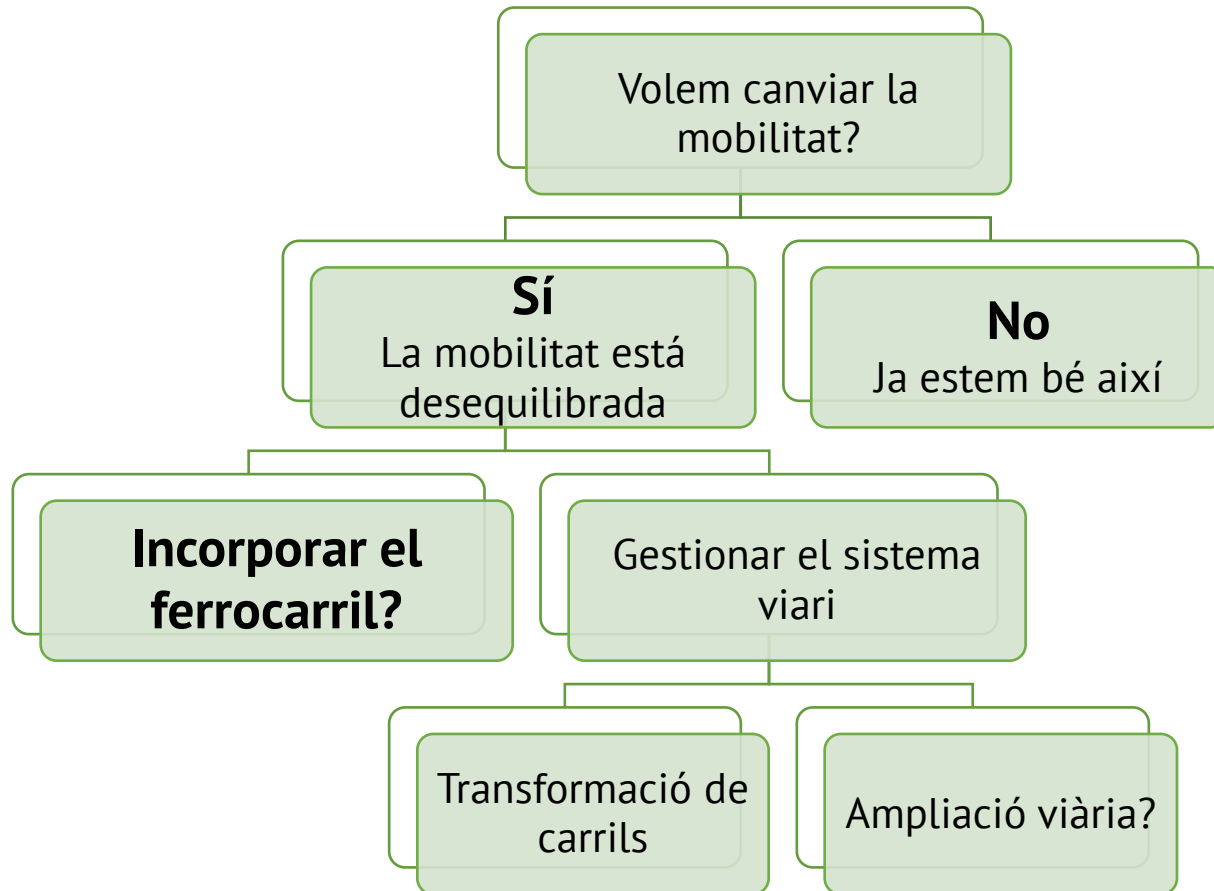 Volem canviar la
mobilitat?
Sí
La mobilitat está
desequilibrada
No
Ja estem bé així
Incorporar el
ferrocarril?
Gestionar el sistema
viari
Transformació de
carrils
Ampliació viària?